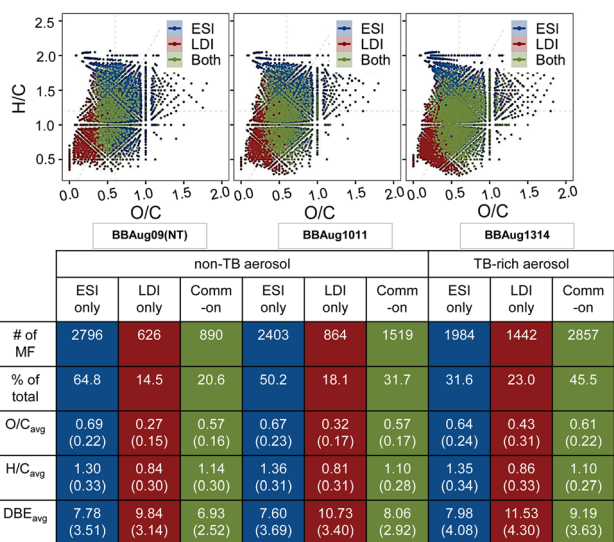 2.5
2.0
1.5
1.0
0.5
H/C
ESI
LDI
Both
ESI
LDI
Both
ESI
LDI
Both
0.0 0.5 1.0 1.5 2.0
0.0 0.5 1.0 1.5 2.0
0.0 0.5 1.0 1.5 2.0
O/C O/C O/C
BBAug09(NT) BBAug1011 BBAug1314
non-TB aerosol TB-rich aerosol
ESI only LDI only Comm-on ESI only LDI only Comm-on ESI only LDI only Comm-on
# of MF 2796 626 890 2403 864 1519 1984 1442 2857
% of total 64.8 14.5 20.6 50.2 18.1 31.7 31.6 23.0 45.5
O/Cavg 0.69 0.27 0.57 0.67 0.32 0.57 0.64 0.43 0.61
(0.22) (0.15) (0.16) (0.23) (0.17) (0.17) (0.24) (0.31) (0.22)
H/Cavg 1.30 0.84 1.14 1.36 0.81 1.10 1.35 0.86 1.10
(0.33) (0.30) (0.30) (0.31) (0.31) (0.28) (0.34) (0.33) (0.27)
DBEavg 7.78 9.84 6.93 7.60 10.73 8.06 7.98 11.53 9.19
(3.51) (3.14) (2.52) (3.69) (3.40) (2.92) (4.08) (4.30) (3.63)